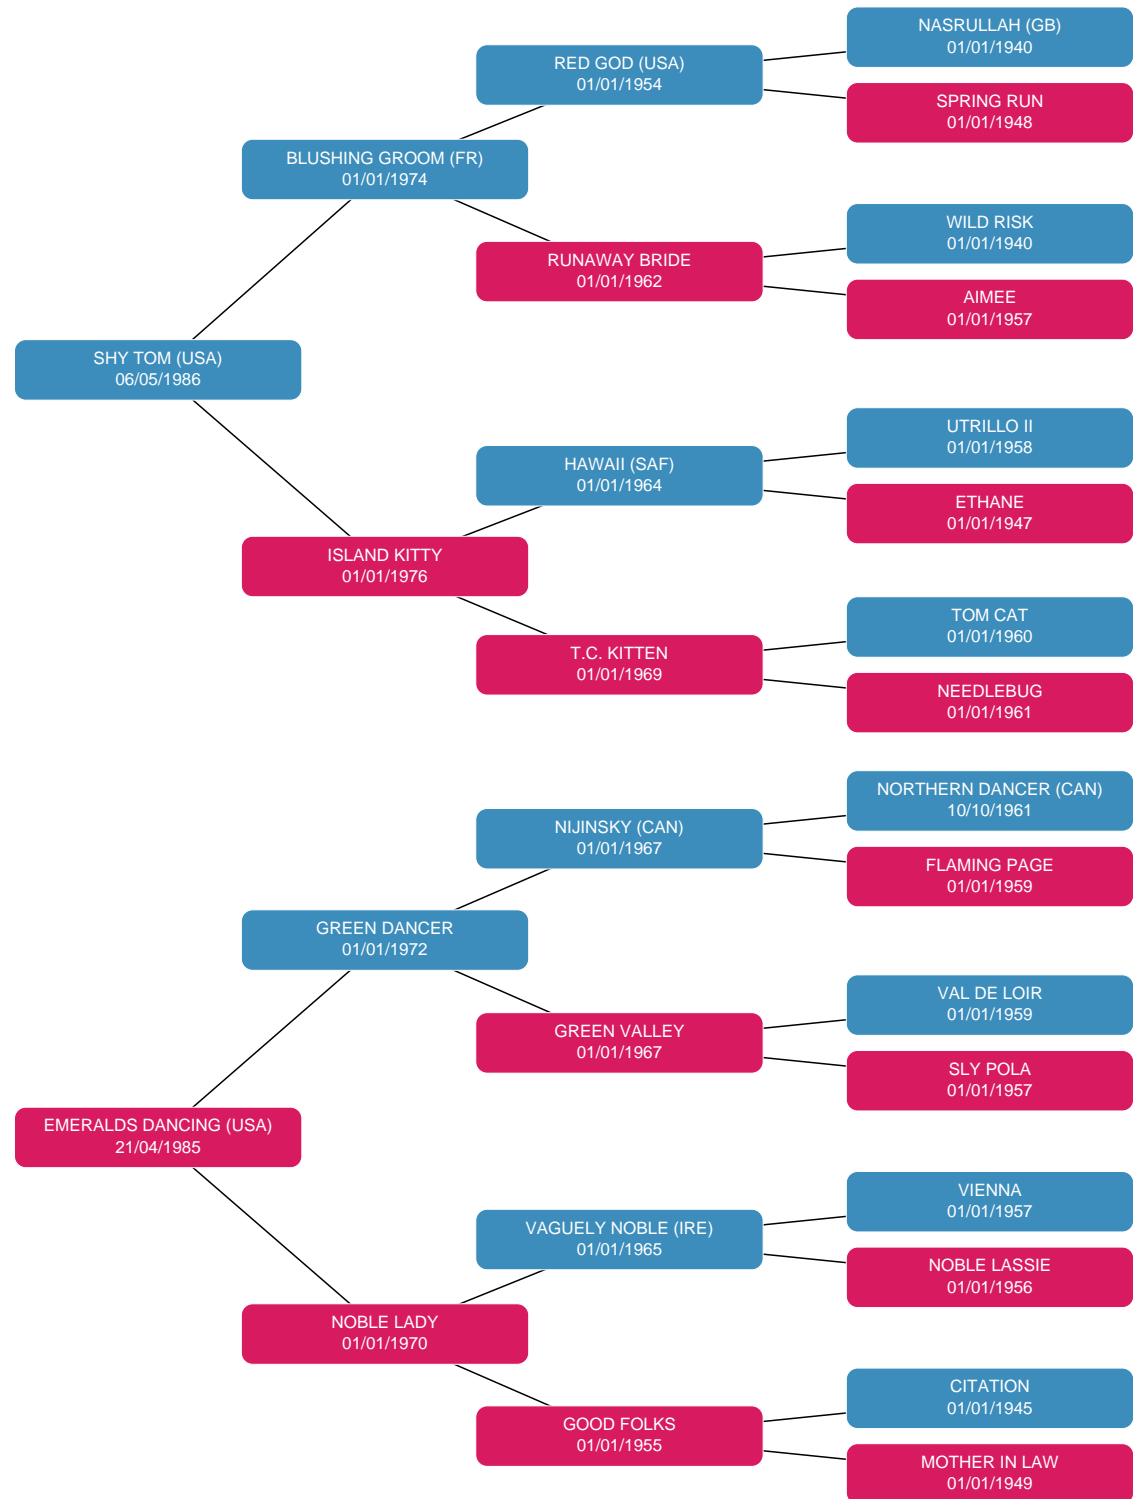 NASRULLAH (GB)
01/01/1940
RED GOD (USA)
01/01/1954
SPRING RUN
01/01/1948
BLUSHING GROOM (FR)
01/01/1974
WILD RISK
01/01/1940
RUNAWAY BRIDE
01/01/1962
AIMEE
01/01/1957
SHY TOM (USA)
06/05/1986
UTRILLO II
01/01/1958
HAWAII (SAF)
01/01/1964
ETHANE
01/01/1947
ISLAND KITTY
01/01/1976
TOM CAT
01/01/1960
T.C. KITTEN
01/01/1969
NEEDLEBUG
01/01/1961
NORTHERN DANCER (CAN)
10/10/1961
NIJINSKY (CAN)
01/01/1967
FLAMING PAGE
01/01/1959
GREEN DANCER
01/01/1972
VAL DE LOIR
01/01/1959
GREEN VALLEY
01/01/1967
SLY POLA
01/01/1957
EMERALDS DANCING (USA)
21/04/1985
VIENNA
01/01/1957
VAGUELY NOBLE (IRE)
01/01/1965
NOBLE LASSIE
01/01/1956
NOBLE LADY
01/01/1970
CITATION
01/01/1945
GOOD FOLKS
01/01/1955
MOTHER IN LAW
01/01/1949